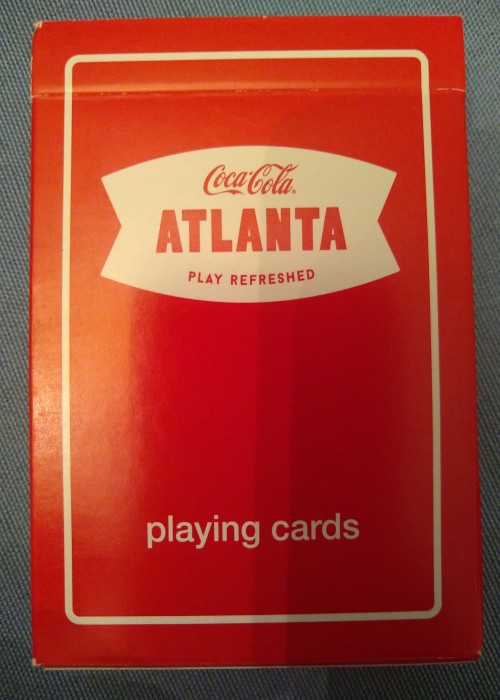 Coca-Cola
ATLANTA
PLAY REFRESHED
playing cards